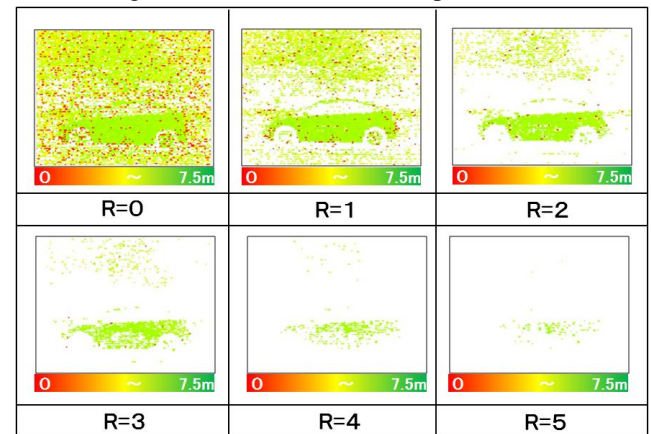 0 ~ 7.5m 0 ~ 7.5m 0 ~ 7.5m
R=0 R=1 R=2
0 ~ 7.5m 0 ~ 7.5m 0 ~ 7.5m
R=3 R=4 R=5